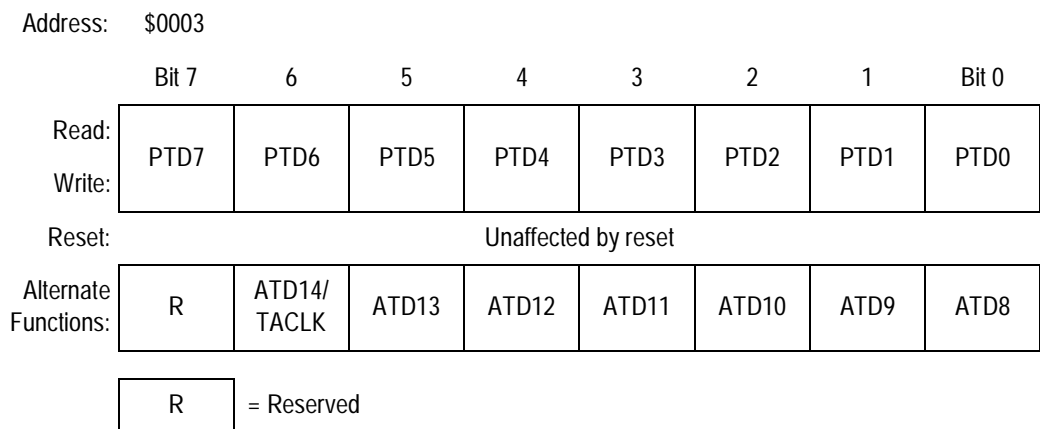 Address: $0003
Bit 7 6 5 4 3 2 1 Bit 0
Read:
PTD7 PTD6 PTD5 PTD4 PTD3 PTD2 PTD1 PTD0
Write:
Reset: Unaffected by reset
Alternate Functions: R ATD14/ TACLK ATD13 ATD12 ATD11 ATD10 ATD9 ATD8
R = Reserved